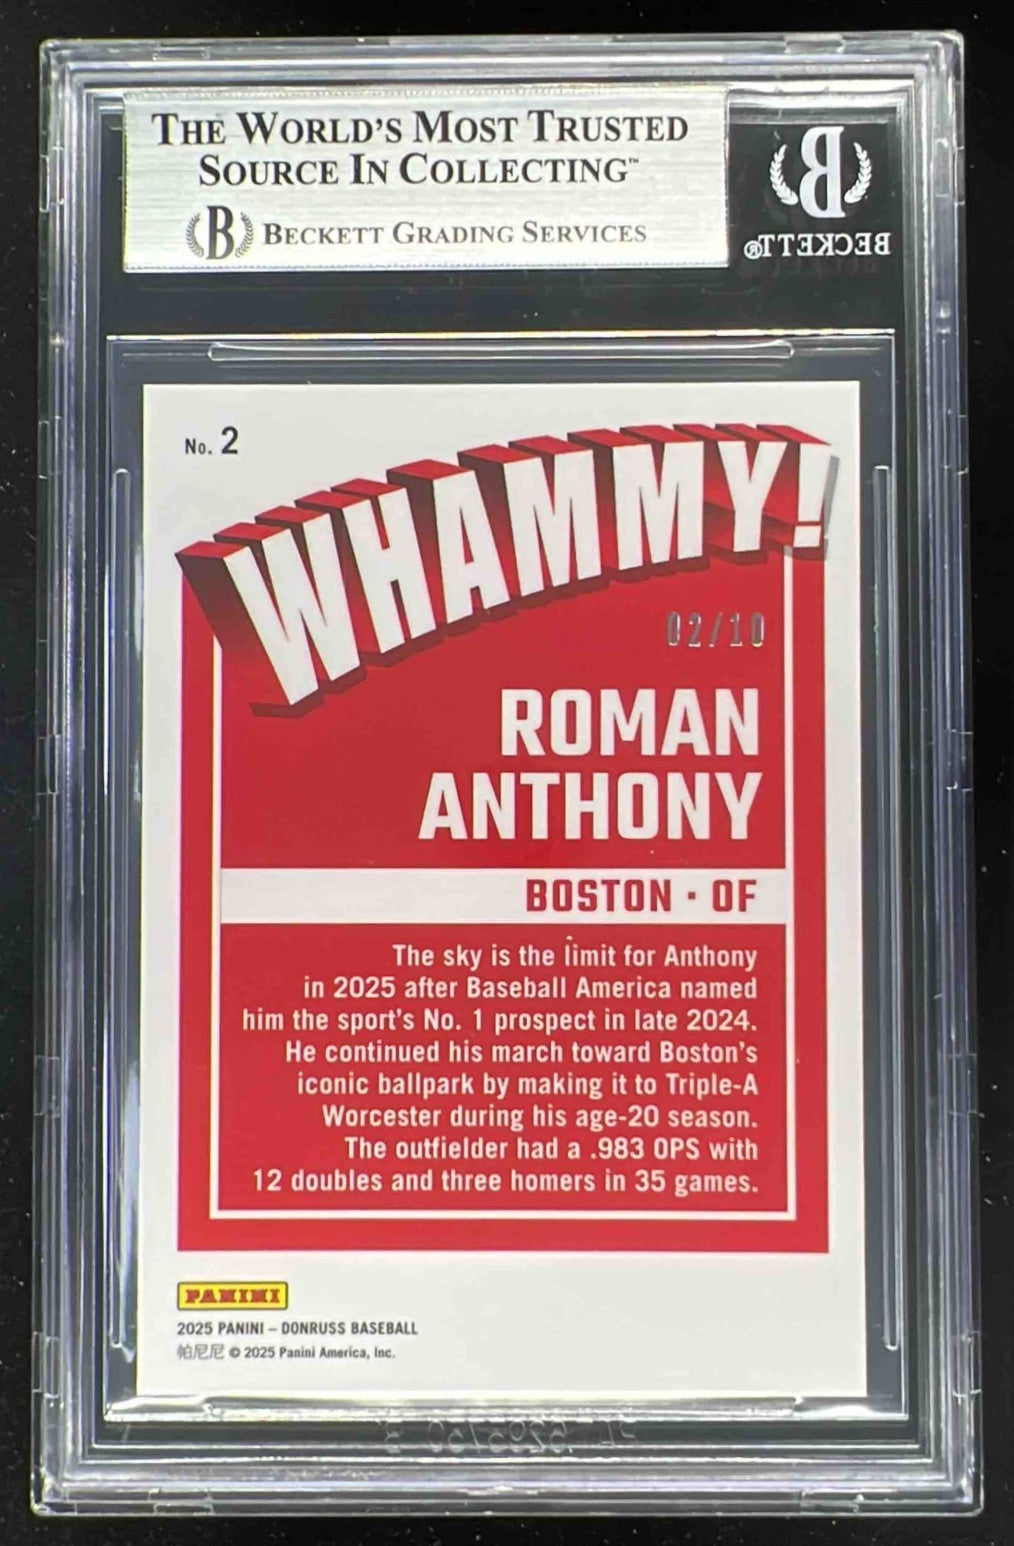 THE WORLD'S MOST TRUSTED
SOURCE IN COLLECTING™
B BECKETT GRADING SERVICES
B
BECKETT®
No. 2
WHAMMY!
02/10
ROMAN
ANTHONY
BOSTON · OF
The sky is the limit for Anthony
in 2025 after Baseball America named
him the sport's No. 1 prospect in late 2024.
He continued his march toward Boston's
iconic ballpark by making it to Triple-A
Worcester during his age-20 season.
The outfielder had a .983 OPS with
12 doubles and three homers in 35 games.
PANINI
2025 PANINI – DONRUSS BASEBALL
帕尼尼 © 2025 Panini America, Inc.